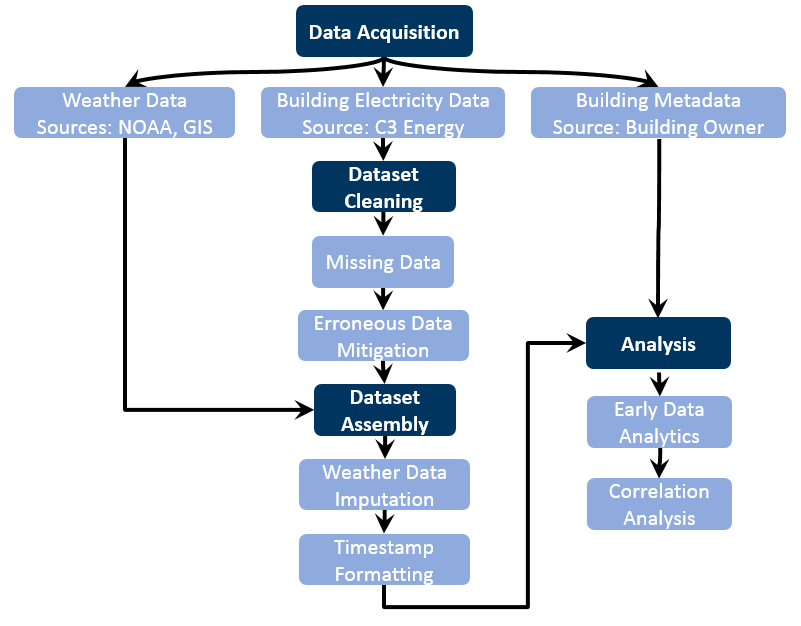 Data Acquisition
Weather Data
Sources: NOAA, GIS
Building Electricity Data
Source: C3 Energy
Building Metadata
Source: Building Owner
Dataset
Cleaning
Missing Data
Erroneous Data
Mitigation
Dataset
Assembly
Weather Data
Imputation
Timestamp
Formatting
Analysis
Early Data
Analytics
Correlation
Analysis